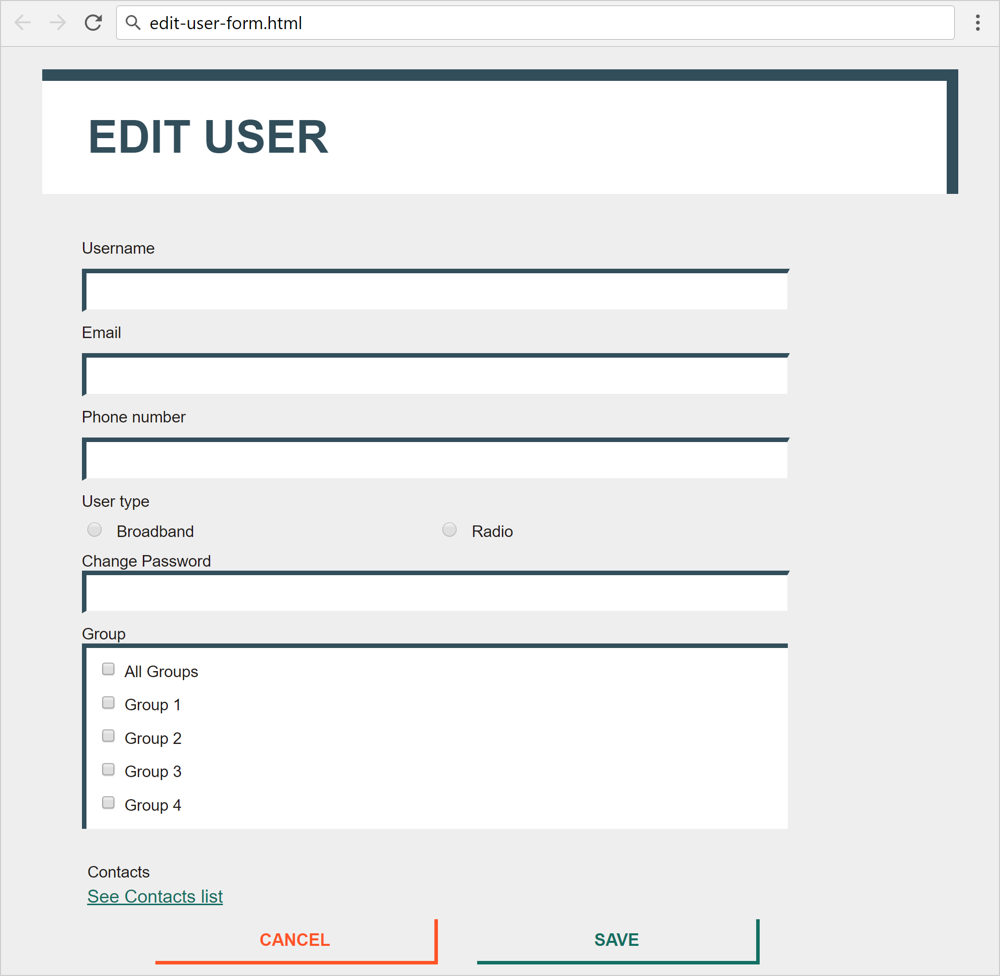 edit-user-form.html
EDIT USER
Username
Email
Phone number
User type
Broadband Radio
Change Password
Group
All Groups
Group 1
Group 2
Group 3
Group 4
Contacts
See Contacts list
CANCEL SAVE